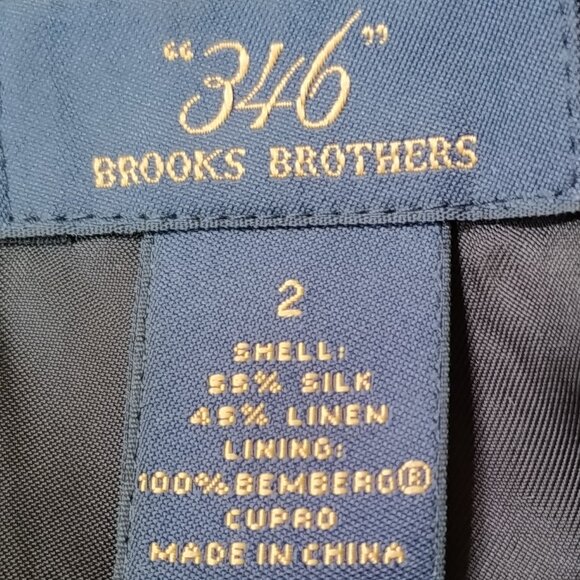 "346"
BROOKS BROTHERS
2
SHELL:
55% SILK
45% LINEN
LINING:
100% BEMBERG®
CUPRO
MADE IN CHINA